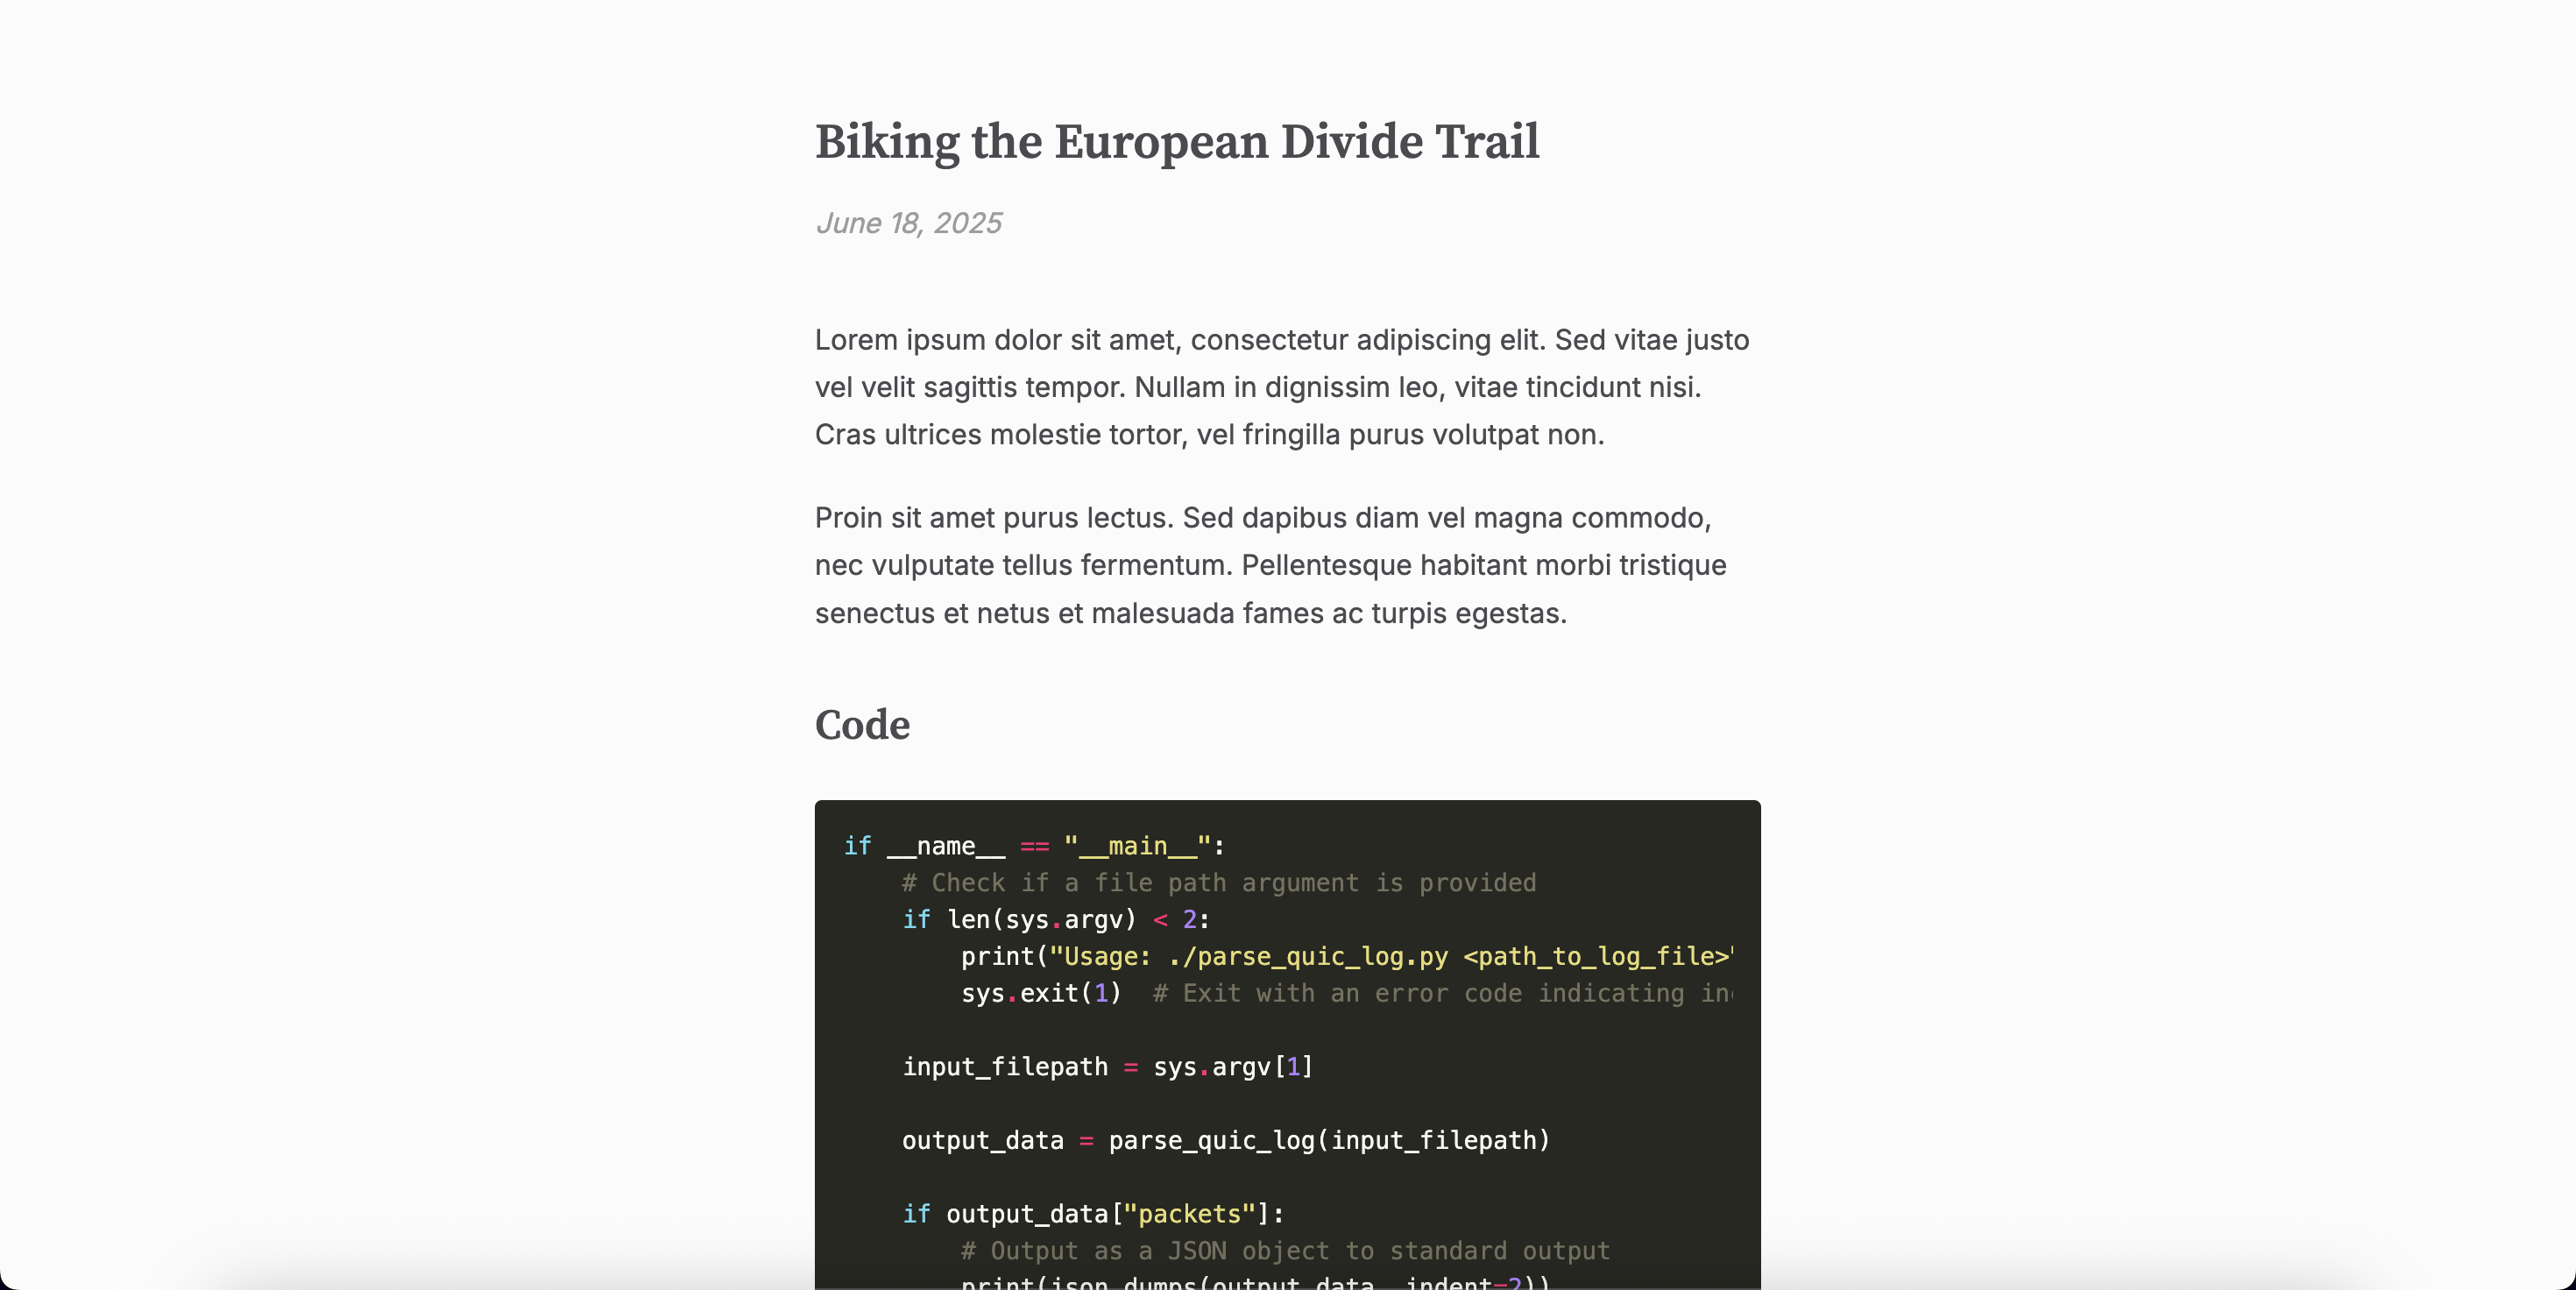 Biking the European Divide Trail
June 18, 2025
Lorem ipsum dolor sit amet, consectetur adipiscing elit. Sed vitae justo
vel velit sagittis tempor. Nullam in dignissim leo, vitae tincidunt nisi.
Cras ultrices molestie tortor, vel fringilla purus volutpat non.
Proin sit amet purus lectus. Sed dapibus diam vel magna commodo,
nec vulputate tellus fermentum. Pellentesque habitant morbi tristique
senectus et netus et malesuada fames ac turpis egestas.
Code
if __name__ == "__main__":
    # Check if a file path argument is provided
    if len(sys.argv) < 2:
        print("Usage: ./parse_quic_log.py <path_to_log_file>"
        sys.exit(1)  # Exit with an error code indicating
    input_filepath = sys.argv[1]
    output_data = parse_quic_log(input_filepath)
    if output_data["packets"]:
        # Output as a JSON object to standard output
        print(json.dumps(output_data, indent=2))